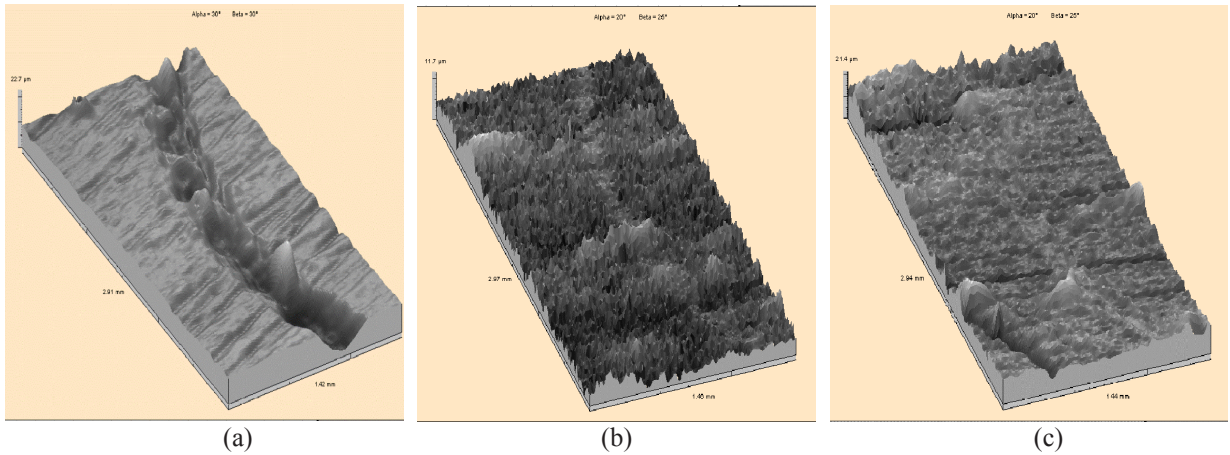 Alpha = 30° Beta = 30°
22.7 µm
2.91 mm
1.42 mm
(a)
Alpha = 20° Beta = 25°
11.7 µm
2.97 mm
1.46 mm
(b)
Alpha = 20° Beta = 25°
21.4 µm
2.94 mm
1.44 mm
(c)